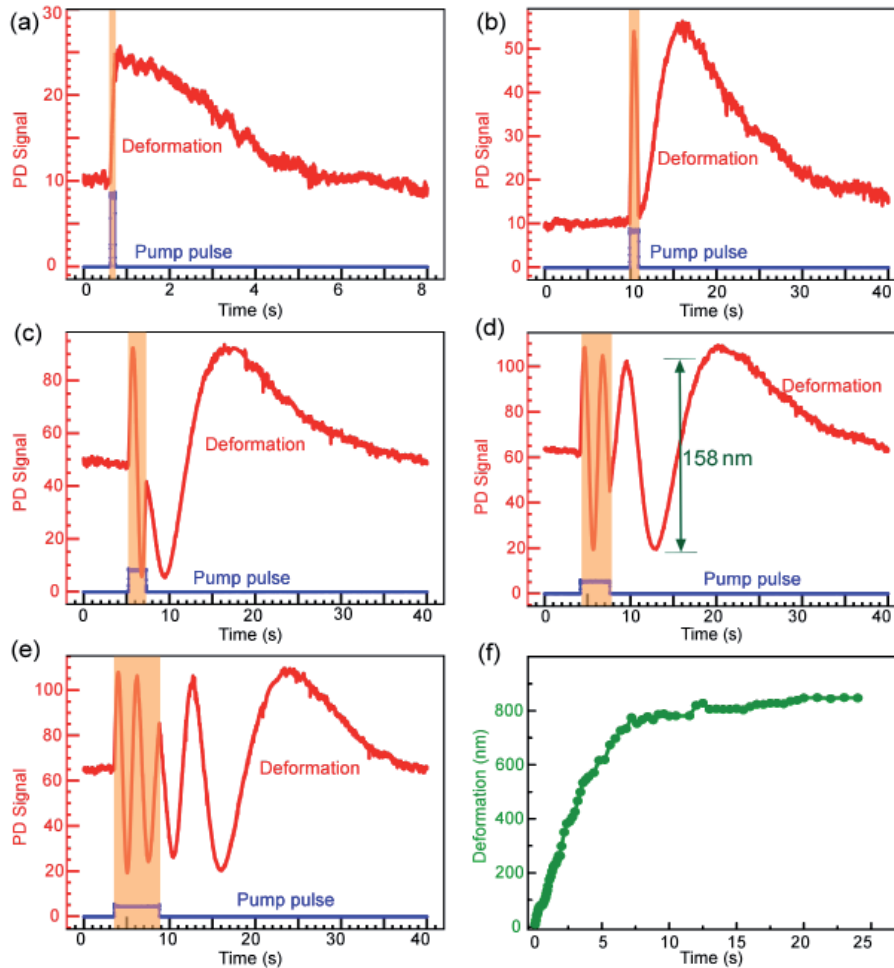 (a)
30
20
10
0
PD Signal
Deformation
Pump pulse
0 2 4 6 8
Time (s)
(b)
50
40
30
20
10
0
PD Signal
Deformation
Pump pulse
0 10 20 30 40
Time (s)
(c)
80
60
40
20
0
PD SIgnal
Deformation
Pump pulse
0 10 20 30 40
Time (s)
(d)
100
80
60
40
20
0
PD Signal
Deformation
158 nm
Pump pulse
0 10 20 30 40
Time (s)
(e)
100
80
60
40
20
0
PD Signal
Deformation
Pump pulse
0 10 20 30 40
Time (s)
(f)
800
600
400
800
0
Deformation (nm)
0 5 10 15 20 25
Time (s)